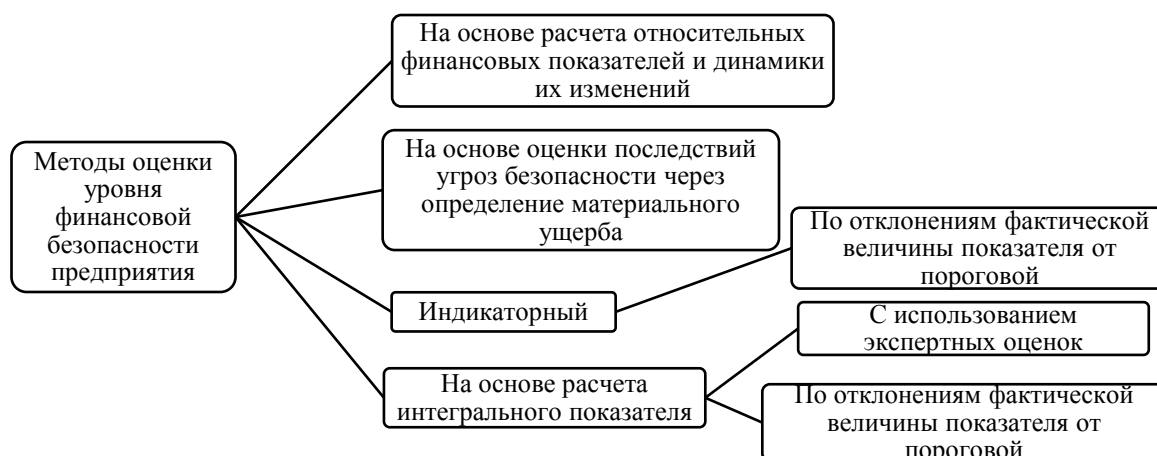 Методы оценки
уровня
финансовой
безопасности
предприятия
На основе расчета относительных
финансовых показателей и динамики
их изменений
На основе оценки последствий
угроз безопасности через
определение материального
ущерба
Индикаторный
По отклонениям фактической
величины показателя от
пороговой
На основе расчета
интегрального показателя
С использованием
экспертных оценок
По отклонениям фактической
величины показателя от
пороговой